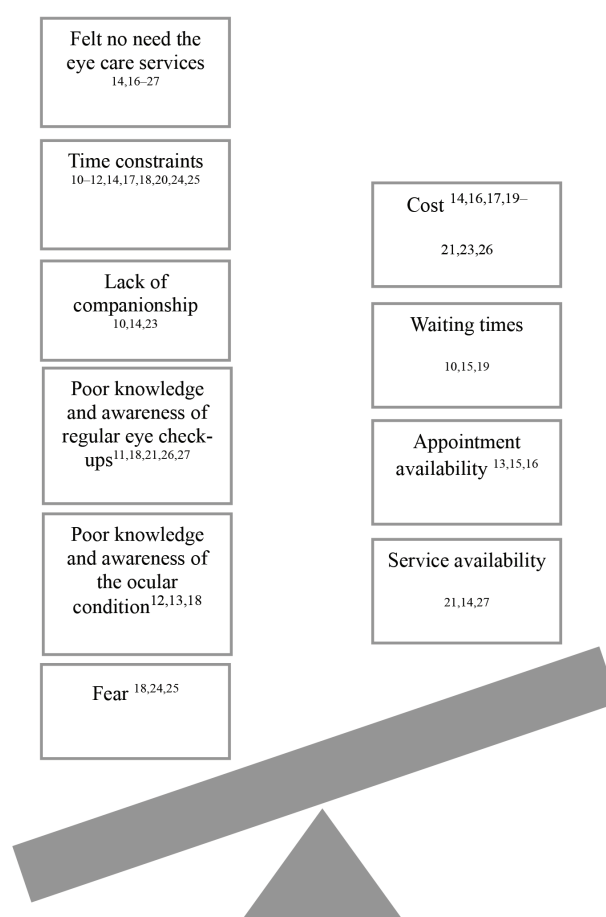 Felt no need the
eye care services
14,16–27
Time constraints
10–12,14,17,18,20,24,25
Lack of
companionship
10,14,23
Poor knowledge
and awareness of
regular eye check-
ups11,18,21,26,27
Poor knowledge
and awareness of
the ocular
condition12,13,18
Fear 18,24,25
Cost 14,16,17,19–
21,23,26
Waiting times
10,15,19
Appointment
availability 13,15,16
Service availability
21,14,27